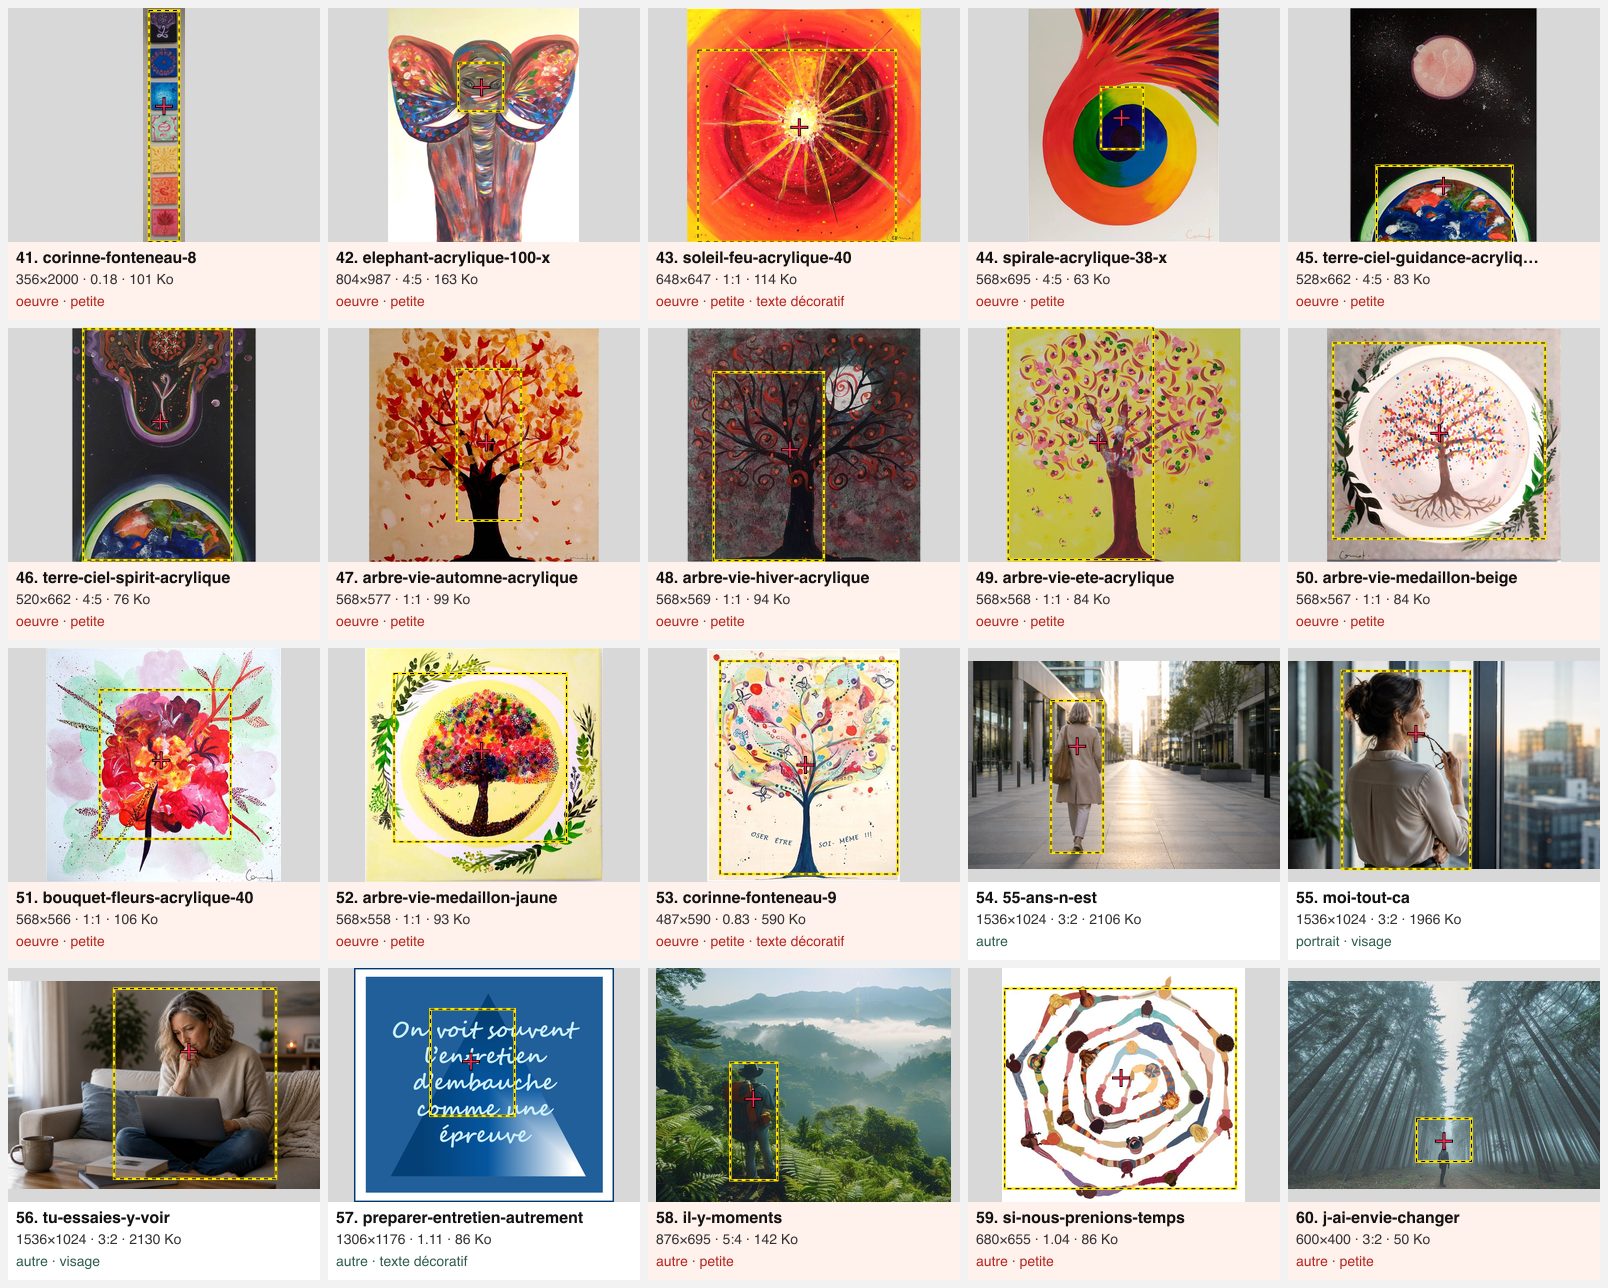 41. corinne-fonteneau-8
356×2000 · 0.18 · 101 Ko
oeuvre · petite
42. elephant-acrylique-100-x
804×987 · 4:5 · 163 Ko
oeuvre · petite
43. soleil-feu-acrylique-40
648×647 · 1:1 · 114 Ko
oeuvre · petite · texte décoratif
44. spirale-acrylique-38-x
568×695 · 4:5 · 63 Ko
oeuvre · petite
45. terre-ciel-guidance-acryliq…
528×662 · 4:5 · 83 Ko
oeuvre · petite
46. terre-ciel-spirit-acrylique
520×662 · 4:5 · 76 Ko
oeuvre · petite
47. arbre-vie-automne-acrylique
568×577 · 1:1 · 99 Ko
oeuvre · petite
48. arbre-vie-hiver-acrylique
568×569 · 1:1 · 94 Ko
oeuvre · petite
49. arbre-vie-ete-acrylique
568×568 · 1:1 · 84 Ko
oeuvre · petite
50. arbre-vie-medaillon-beige
568×567 · 1:1 · 84 Ko
oeuvre · petite
51. bouquet-fleurs-acrylique-40
568×566 · 1:1 · 106 Ko
oeuvre · petite
52. arbre-vie-medaillon-jaune
568×558 · 1:1 · 93 Ko
oeuvre · petite
OSER ÊTRE SOI-MÊME !!!
53. corinne-fonteneau-9
487×590 · 0.83 · 590 Ko
oeuvre · petite · texte décoratif
54. 55-ans-n-est
1536×1024 · 3:2 · 2106 Ko
autre
55. moi-tout-ca
1536×1024 · 3:2 · 1966 Ko
portrait · visage
56. tu-essaies-y-voir
1536×1024 · 3:2 · 2130 Ko
autre · visage
On voit souvent
l'entretien
d'embauche
comme une
épreuve
57. preparer-entretien-autrement
1306×1176 · 1.11 · 86 Ko
autre · texte décoratif
58. il-y-moments
876×695 · 5:4 · 142 Ko
autre · petite
59. si-nous-prenions-temps
680×655 · 1.04 · 86 Ko
autre · petite
60. j-ai-envie-changer
600×400 · 3:2 · 50 Ko
autre · petite